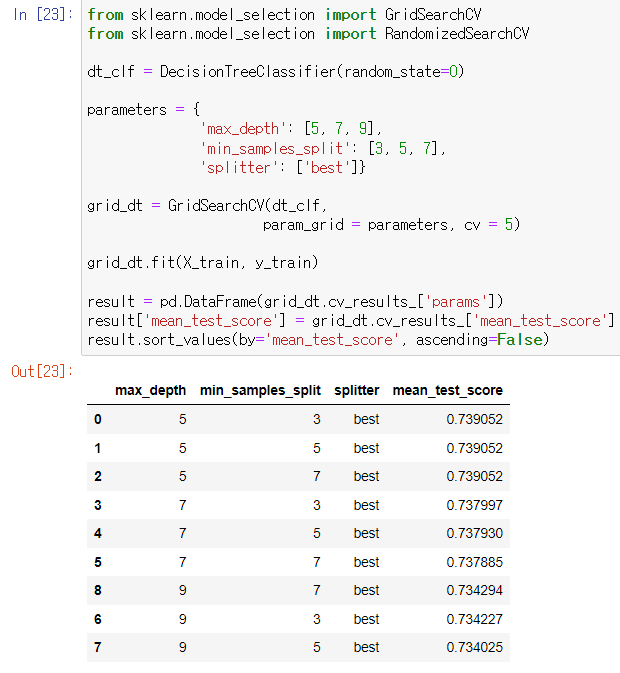 In [23]:
from sklearn.model_selection import GridSearchCV
from sklearn.model_selection import RandomizedSearchCV
dt_clf = DecisionTreeClassifier(random_state=0)
parameters = {
'max_depth': [5, 7, 9],
'min_samples_split': [3, 5, 7],
'splitter': ['best']}
grid_dt = GridSearchCV(dt_clf,
param_grid = parameters, cv = 5)
grid_dt.fit(X_train, y_train)
result = pd.DataFrame(grid_dt.cv_results_['params'])
result['mean_test_score'] = grid_dt.cv_results_['mean_test_score']
result.sort_values(by='mean_test_score', ascending=False)
Out[23]:
max_depth min_samples_split splitter mean_test_score
0 5 3 best 0.739052
1 5 5 best 0.739052
2 5 7 best 0.739052
3 7 3 best 0.737997
4 7 5 best 0.737930
5 7 7 best 0.737885
8 9 7 best 0.734294
6 9 3 best 0.734227
7 9 5 best 0.734025